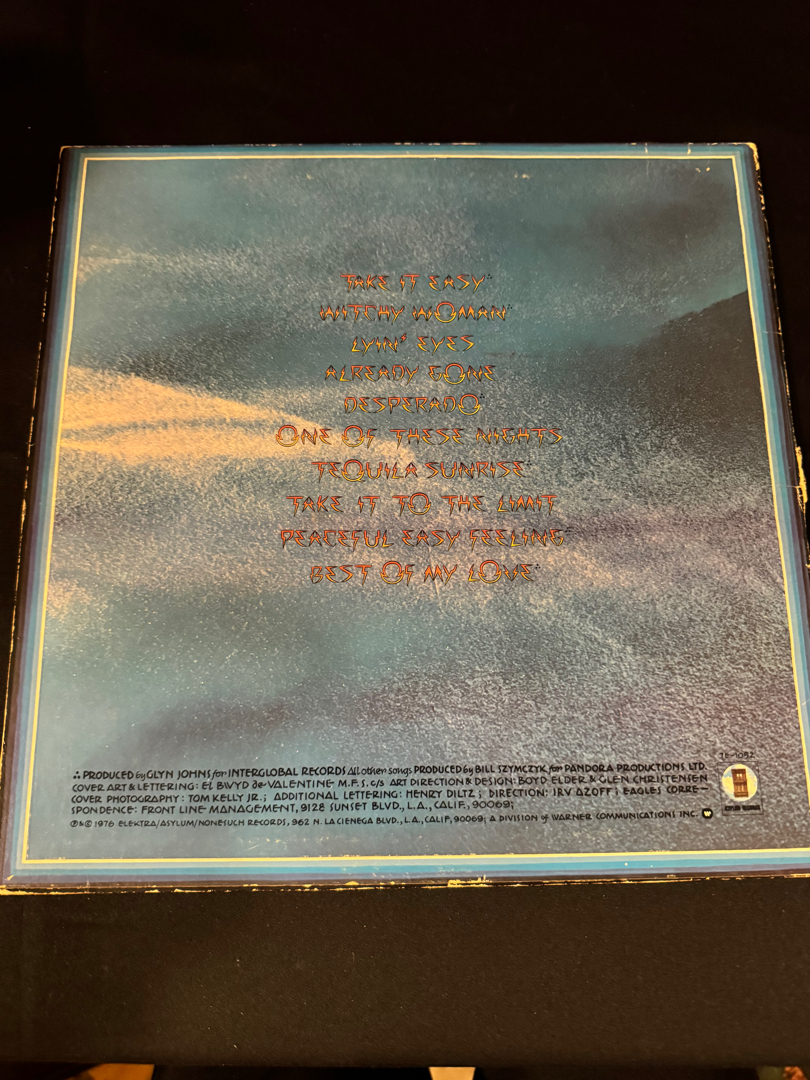 TAKE IT EASY∴
WITCHY WOMAN∴
LYIN' EYES
ALREADY GONE
DESPERADO∴
ONE OF THESE NIGHTS
TEQUILA SUNRISE∴
TAKE IT TO THE LIMIT
PEACEFUL EASY FEELING∴
BEST OF MY LOVE∴
7E-1052
∴ PRODUCED by GLYN JOHNS for INTERGLOBAL RECORDS All other songs PRODUCED by BILL SZYMCZYK for PANDORA PRODUCTIONS LTD.
COVER ART & LETTERING: EL BWYD de VALENTINE M.F.S. c/s ART DIRECTION & DESIGN: BOYD ELDER & GLEN CHRISTENSEN
COVER PHOTOGRAPHY: TOM KELLY JR.; ADDITIONAL LETTERING: HENRY DILTZ; DIRECTION: IRV AZOFF; EAGLES CORRE–
SPONDENCE: FRONT LINE MANAGEMENT, 9128 SUNSET BLVD., L.A., CALIF., 90069;
℗&© 1976 ELEKTRA/ASYLUM/NONESUCH RECORDS, 962 N. LA CIENEGA BLVD., L.A., CALIF, 90069; A DIVISION of WARNER COMMUNICATIONS INC.
ASYLUM RECORDS